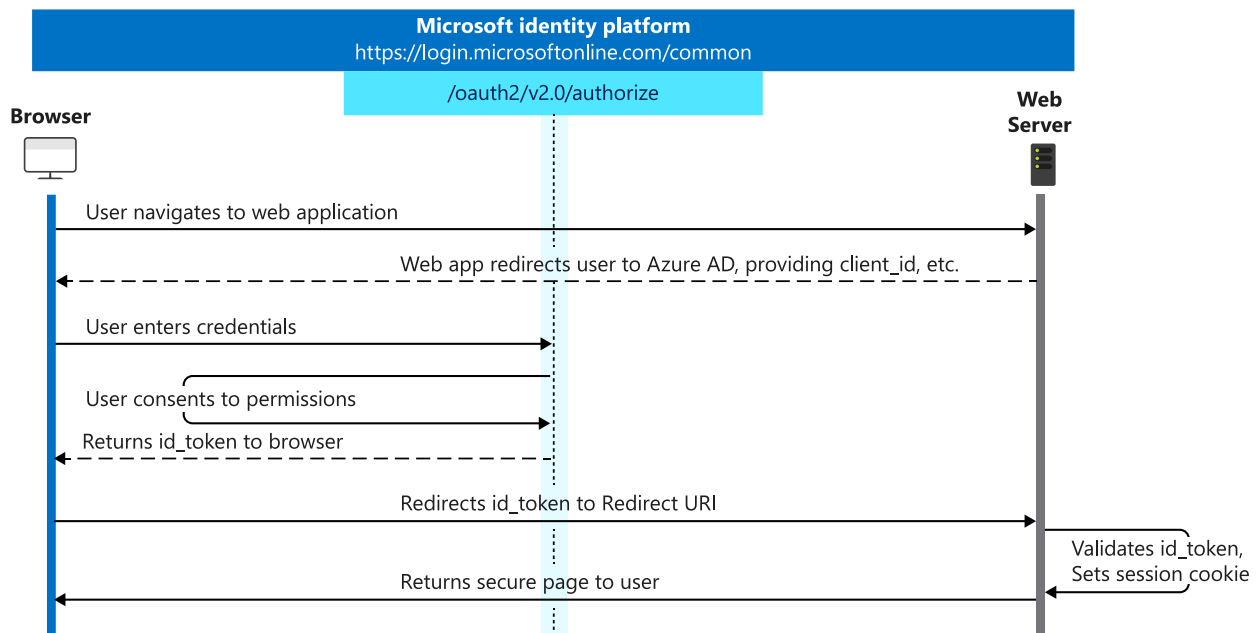 Microsoft identity platform
https://login.microsoftonline.com/common
/oauth2/v2.0/authorize
Browser
Web
Server
User navigates to web application
Web app redirects user to Azure AD, providing client_id, etc.
User enters credentials
User consents to permissions
Returns id_token to browser
Redirects id_token to Redirect URI
Validates id_token,
Sets session cookie
Returns secure page to user